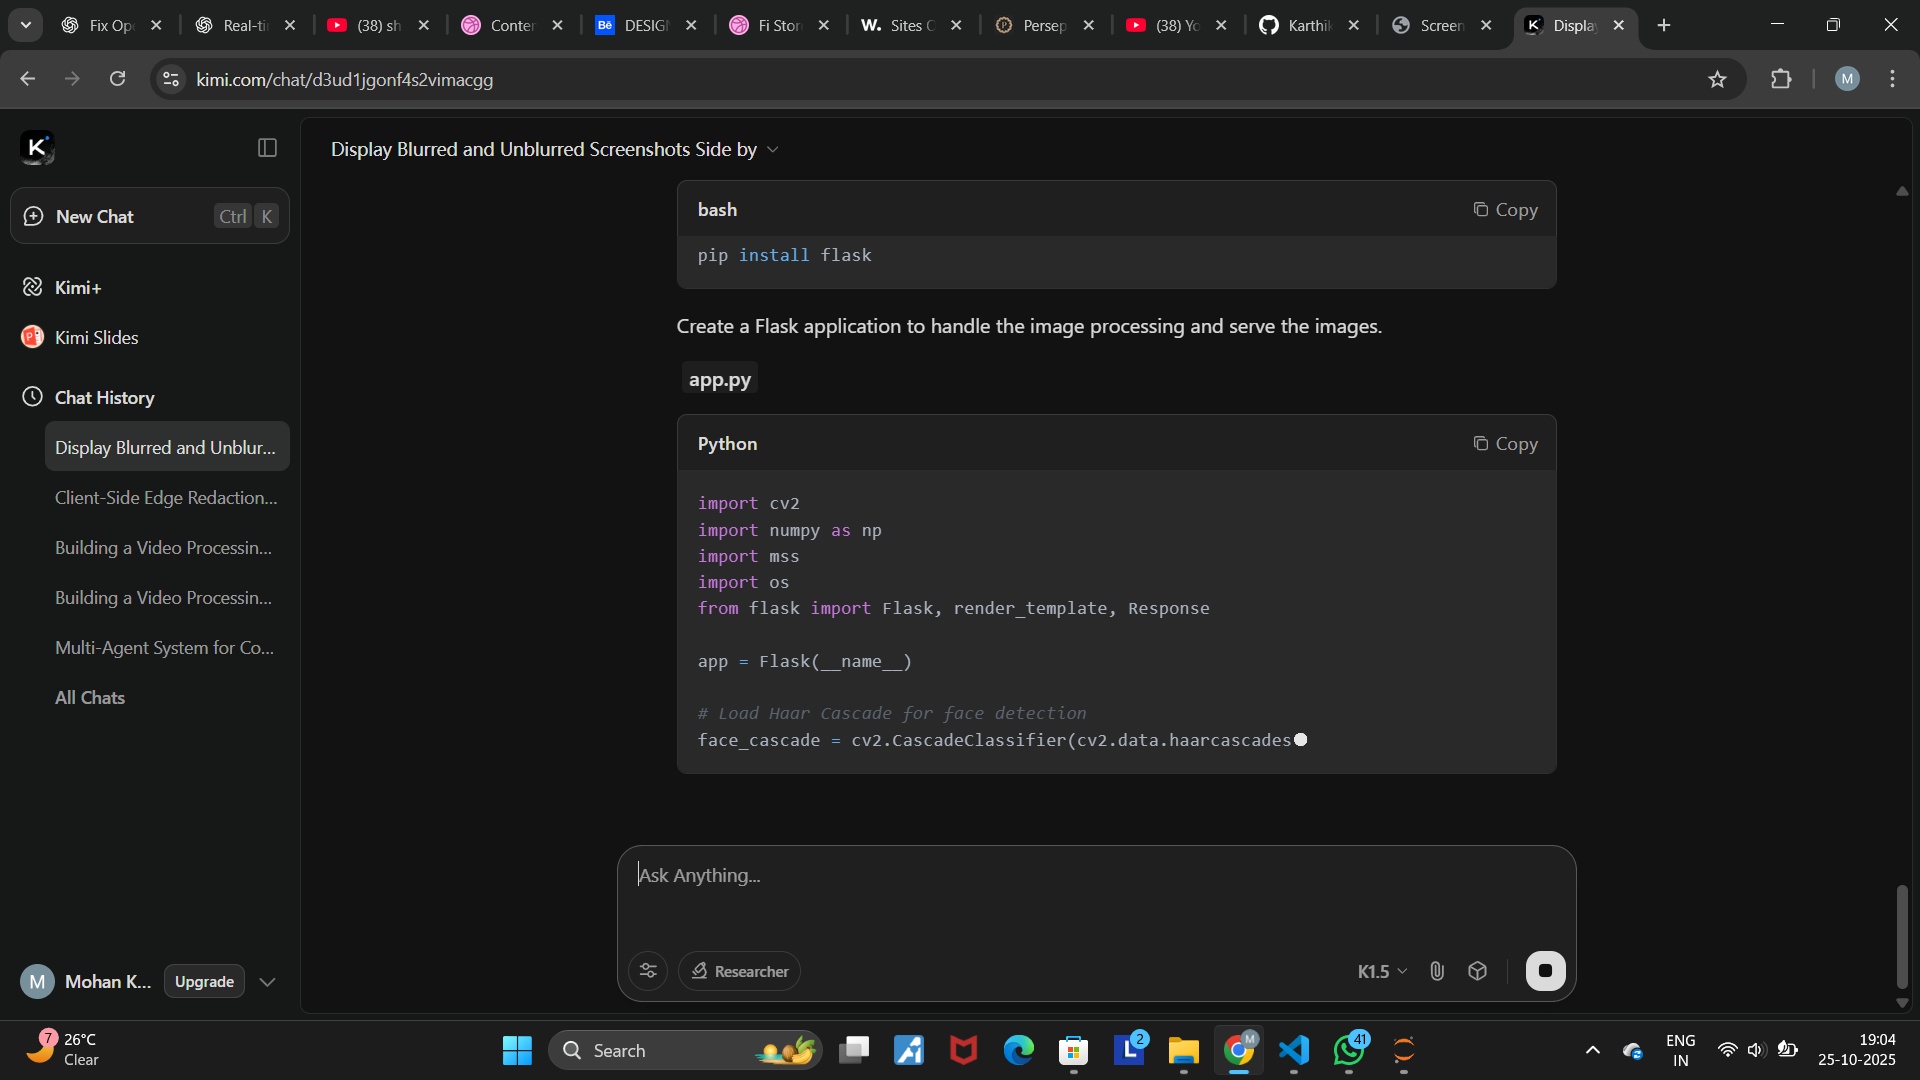 Fix Op
Real-ti
(38) sh
Conter
Bē DESIGN
Fi Stor
W. Sites
Persep
(38) Yo
Karthik
Screen
K Display
kimi.com/chat/d3ud1jgonf4s2vimacgg
M
K
Display Blurred and Unblurred Screenshots Side by
New Chat Ctrl K
Kimi+
Kimi Slides
Chat History
Display Blurred and Unblur...
Client-Side Edge Redaction...
Building a Video Processin...
Building a Video Processin...
Multi-Agent System for Co...
All Chats
bash Copy
pip install flask
Create a Flask application to handle the image processing and serve the images.
app.py
Python Copy
import cv2
import numpy as np
import mss
import os
from flask import Flask, render_template, Response
app = Flask(__name__)
# Load Haar Cascade for face detection
face_cascade = cv2.CascadeClassifier(cv2.data.haarcascades
Ask Anything...
Researcher
K1.5
M Mohan K... Upgrade
7 26°C
Clear
Search
L 2
M
41
ENG
IN
19:04
25-10-2025